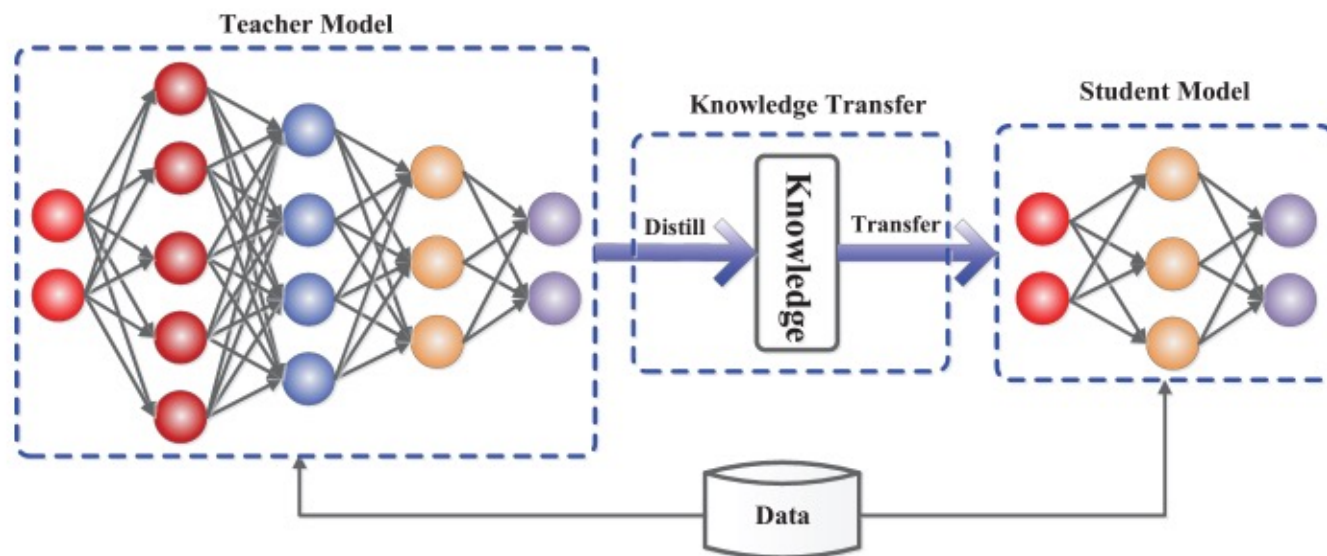 Teacher Model
Knowledge Transfer
Student Model
Distill
Knowledge
Transfer
Data